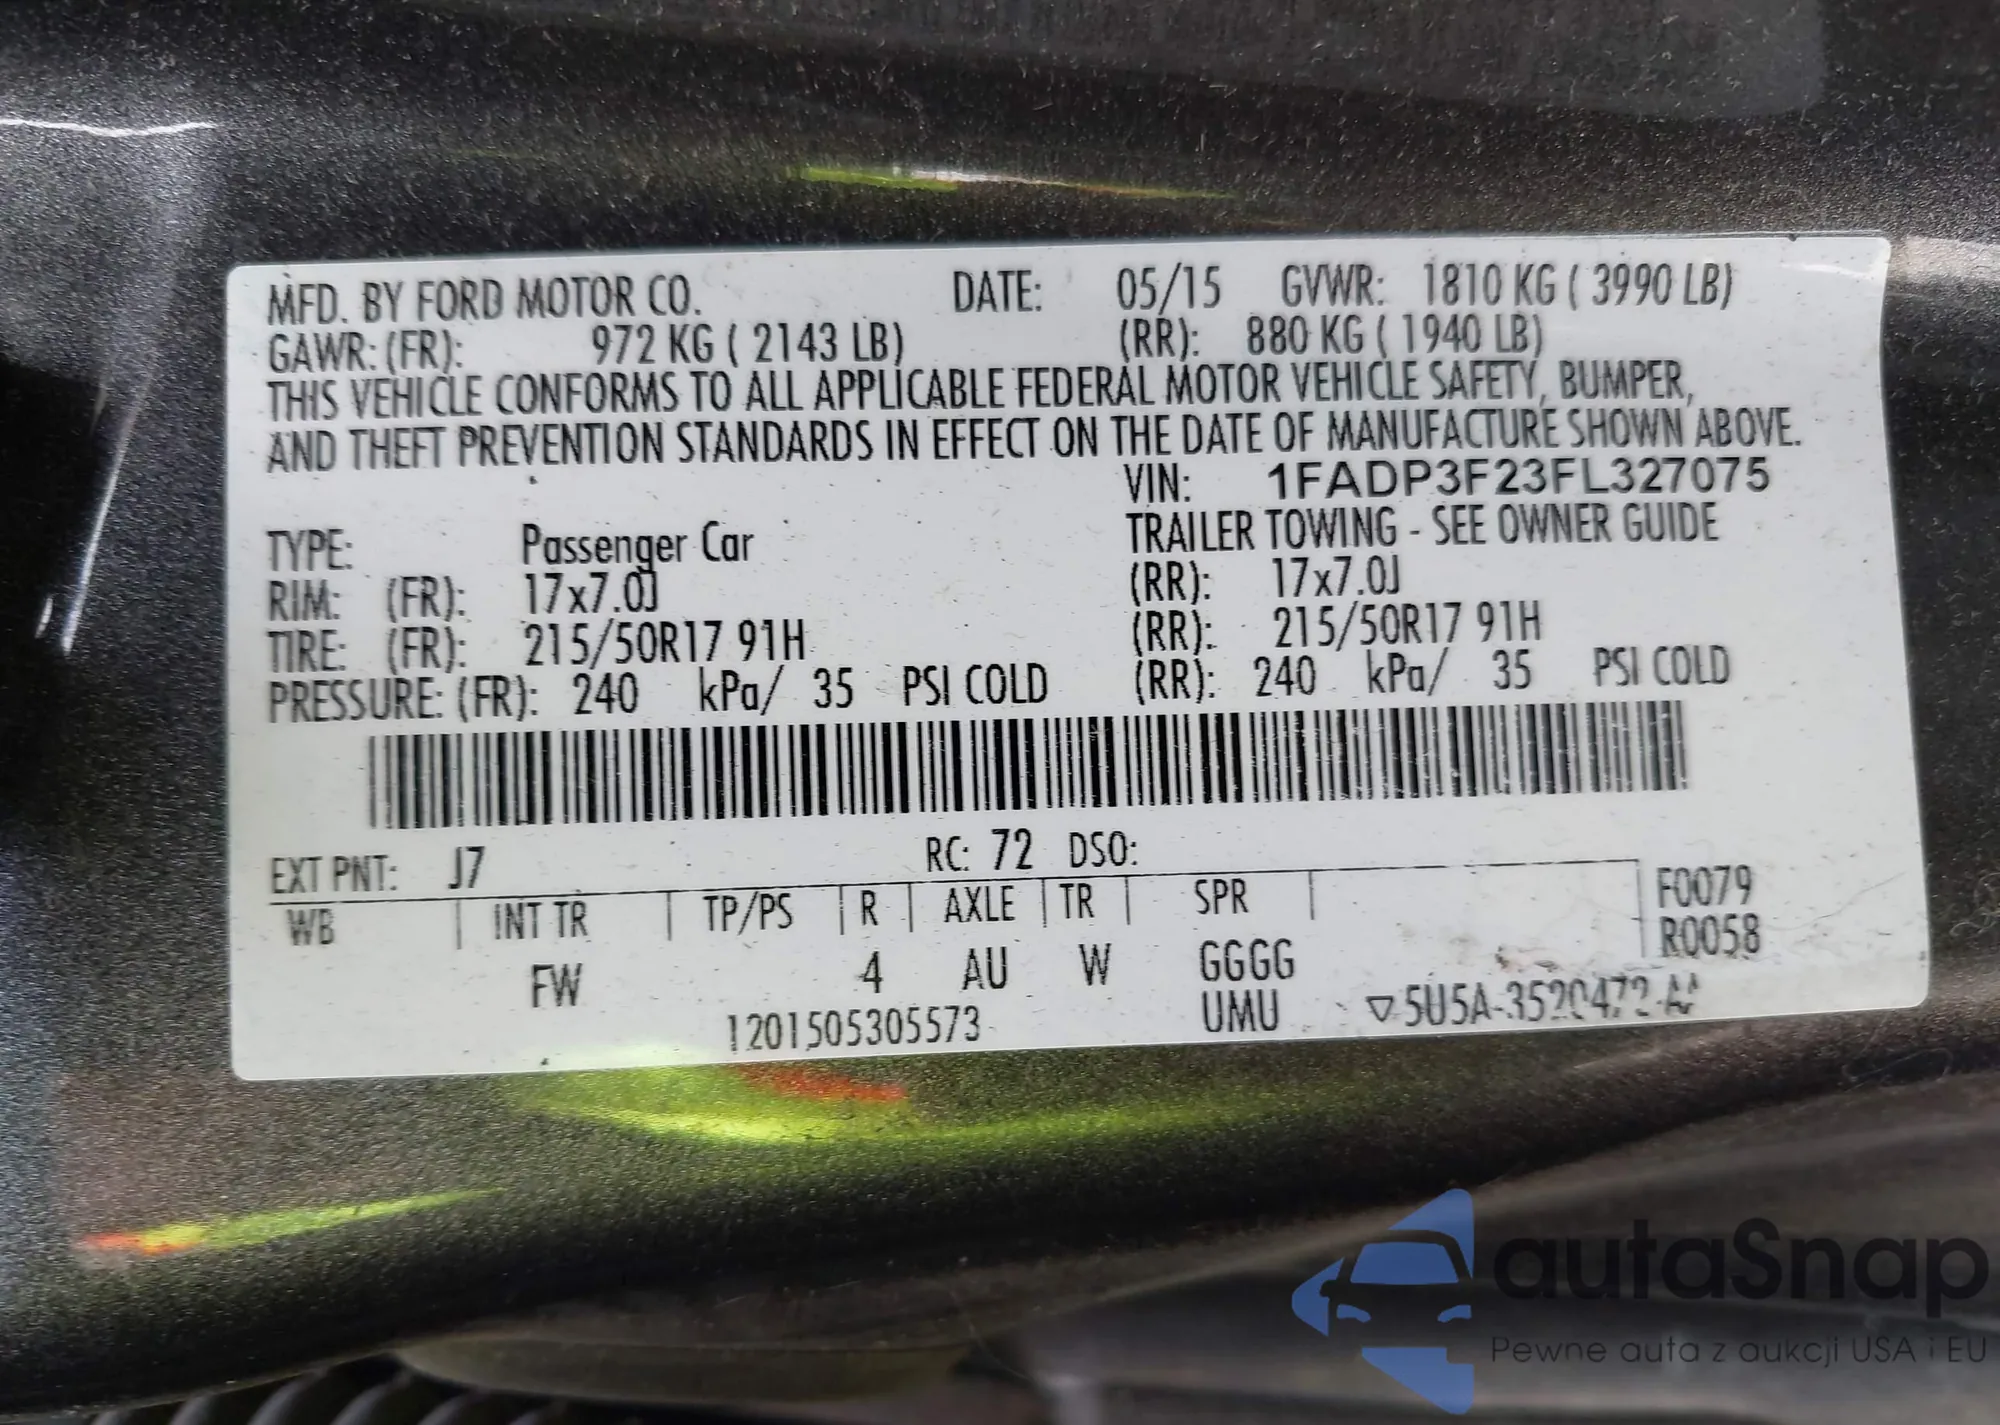 MFD. BY FORD MOTOR CO. DATE: 05/15 GVWR: 1810 KG ( 3990 LB)
GAWR: (FR): 972 KG ( 2143 LB) (RR): 880 KG ( 1940 LB)
THIS VEHICLE CONFORMS TO ALL APPLICABLE FEDERAL MOTOR VEHICLE SAFETY, BUMPER,
AND THEFT PREVENTION STANDARDS IN EFFECT ON THE DATE OF MANUFACTURE SHOWN ABOVE.
VIN: 1FADP3F23FL327075
TYPE: Passenger Car TRAILER TOWING - SEE OWNER GUIDE
RIM: (FR): 17x7.0J (RR): 17x7.0J
TIRE: (FR): 215/50R17 91H (RR): 215/50R17 91H
PRESSURE: (FR): 240 kPa/ 35 PSI COLD (RR): 240 kPa/ 35 PSI COLD
EXT PNT: J7 RC: 72 DSO:
WB INT TR TP/PS R AXLE TR SPR F0079
R0058
FW 4 AU W GGGG
1201505305573 UMU
autaSnap
Pewne auta z aukcji USA i EU